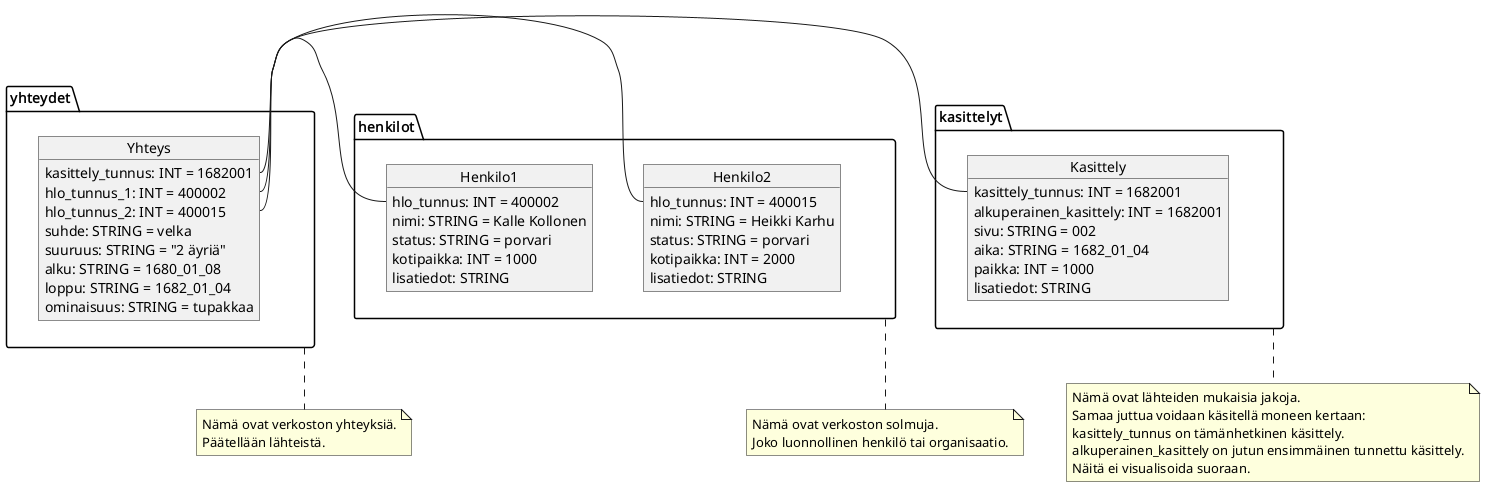 yhteydet
Yhteys
kasittely_tunnus: INT = 1682001
hlo_tunnus_1: INT = 400002
hlo_tunnus_2: INT = 400015
suhde: STRING = velka
suuruus: STRING = "2 äyriä"
alku: STRING = 1680_01_08
loppu: STRING = 1682_01_04
ominaisuus: STRING = tupakkaa
henkilot
Henkilo1
hlo_tunnus: INT = 400002
nimi: STRING = Kalle Kollonen
status: STRING = porvari
kotipaikka: INT = 1000
lisatiedot: STRING
Henkilo2
hlo_tunnus: INT = 400015
nimi: STRING = Heikki Karhu
status: STRING = porvari
kotipaikka: INT = 2000
lisatiedot: STRING
kasittelyt
Kasittely
kasittely_tunnus: INT = 1682001
alkuperainen_kasittely: INT = 1682001
sivu: STRING = 002
aika: STRING = 1682_01_04
paikka: INT = 1000
lisatiedot: STRING
Nämä ovat verkoston yhteyksiä.
Päätellään lähteistä.
Nämä ovat verkoston solmuja.
Joko luonnollinen henkilö tai organisaatio.
Nämä ovat lähteiden mukaisia jakoja.
Samaa juttua voidaan käsitellä moneen kertaan:
kasittely_tunnus on tämänhetkinen käsittely.
alkuperainen_kasittely on jutun ensimmäinen tunnettu käsittely.
Näitä ei visualisoida suoraan.